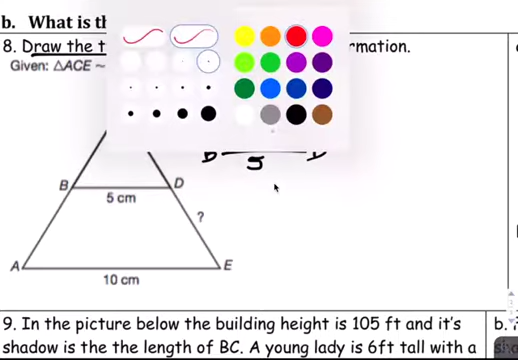 b. What is th
8. Draw the t rmation.
Given: △ACE ~
B D 5
B D
5 cm
?
A E
10 cm
9. In the picture below the building height is 105 ft and it's
shadow is the the length of BC. A young lady is 6ft tall with a
b.